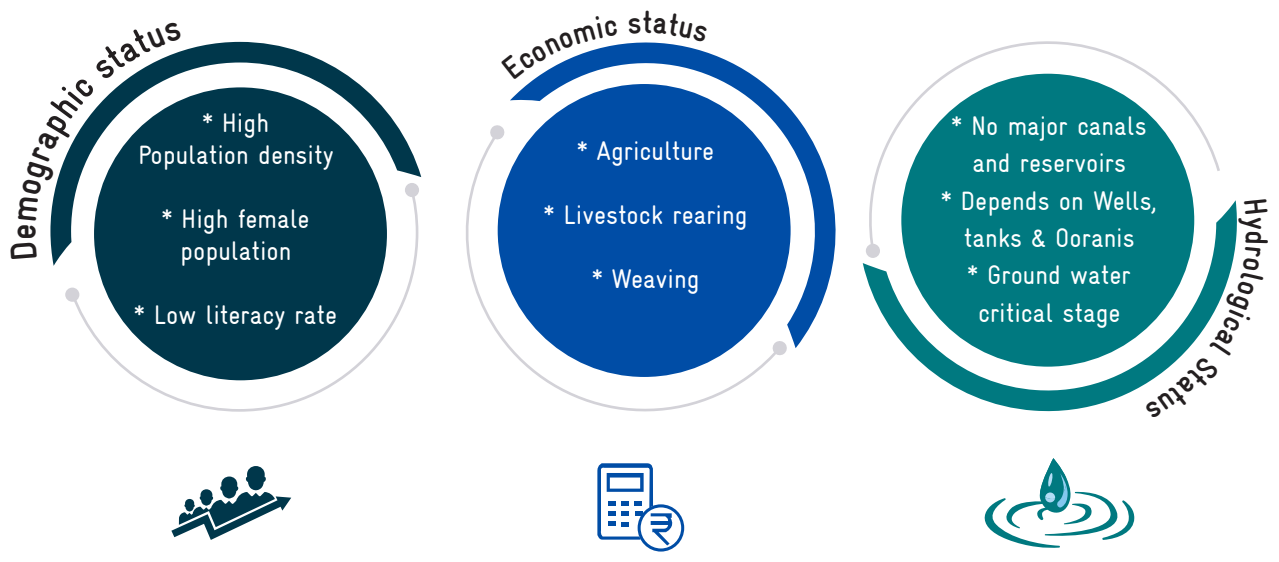 Demographic status
* High
Population density
* High female
population
* Low literacy rate
Economic status
* Agriculture
* Livestock rearing
* Weaving
Hydrological Status
* No major canals
and reservoirs
* Depends on Wells,
tanks & Ooranis
* Ground water
critical stage
₹